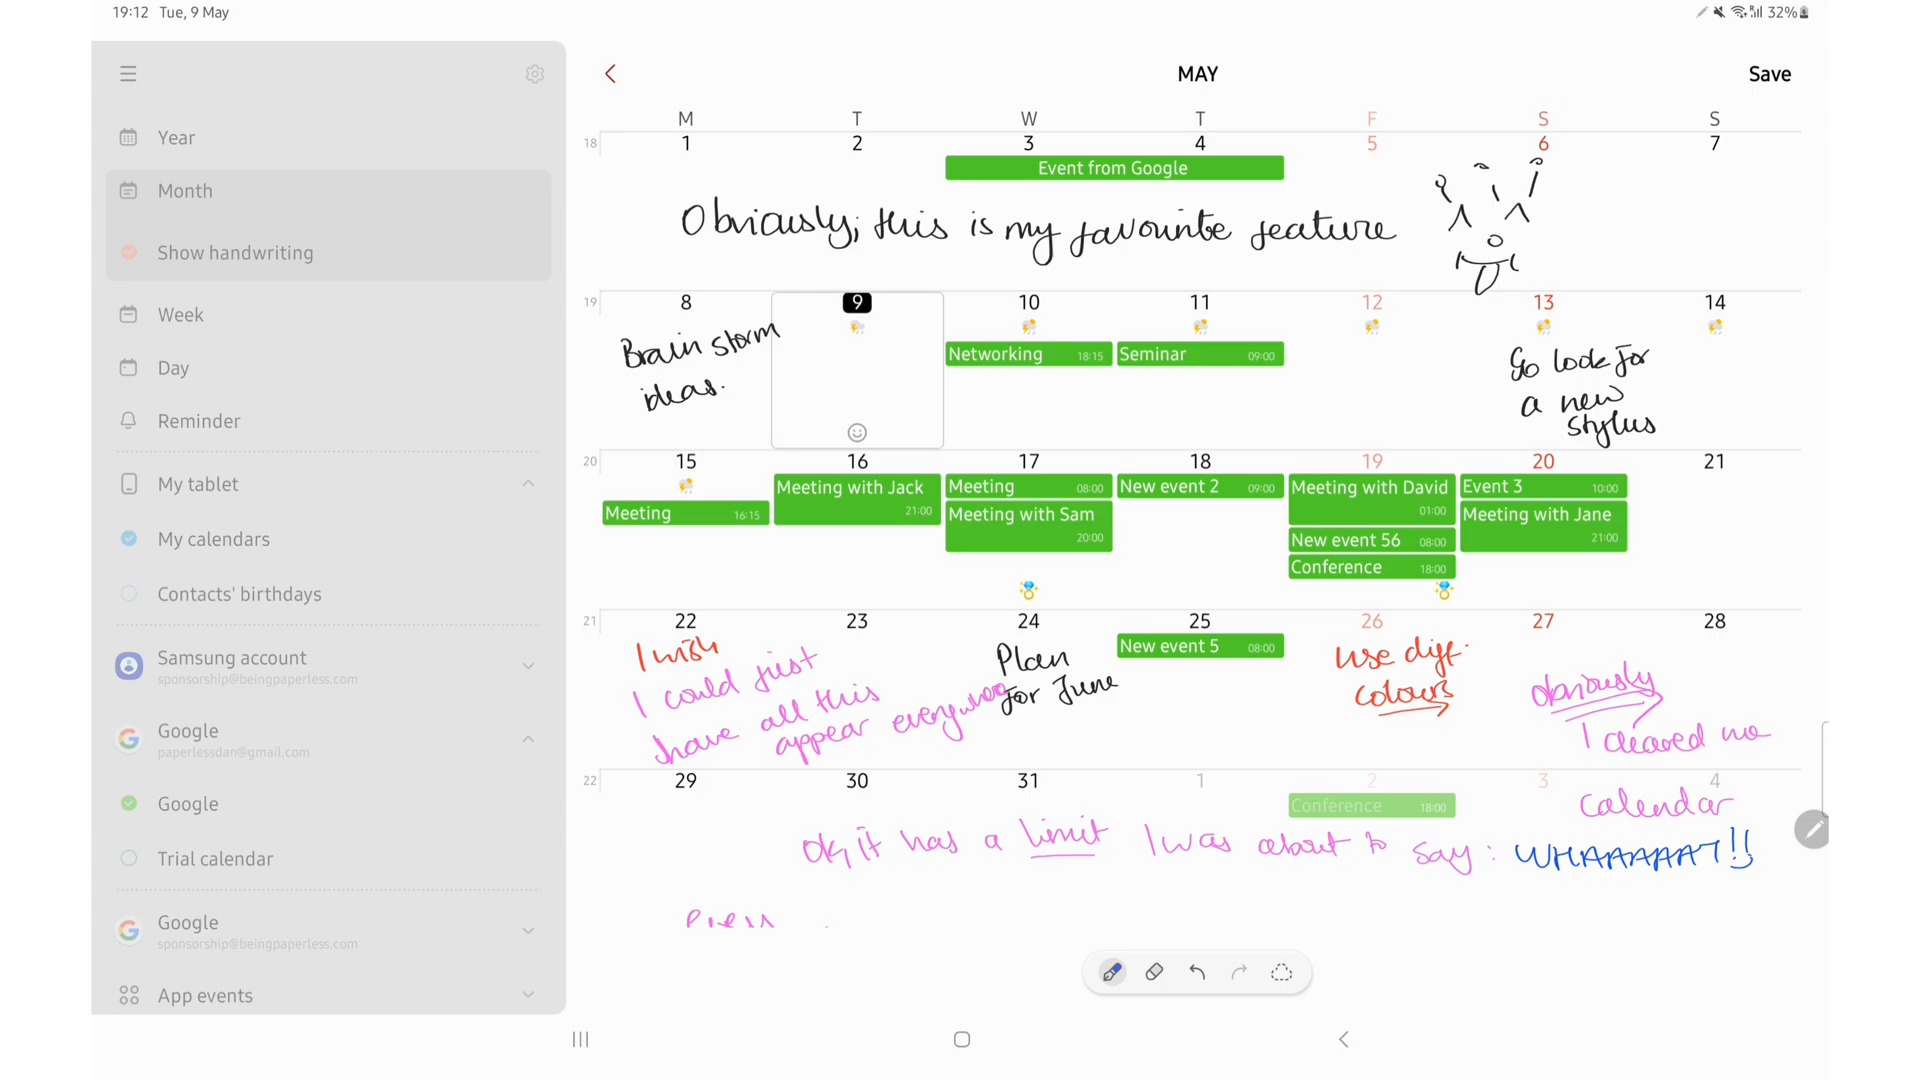 19:12 Tue, 9 May
32%
Year
Month
Show handwriting
Week
Day
Reminder
My tablet
My calendars
Contacts' birthdays
Samsung account
sponsorship@beingpaperless.com
Google
paperlessdan@gmail.com
Google
Trial calendar
Google
sponsorship@beingpaperless.com
App events
MAY
Save
M T W T F S S
18 1 2 3 4 5 6 7
Event from Google
Obviously, this is my favourite feature
19 8 9 10 11 12 13 14
Networking 18:15
Seminar 09:00
Brain storm
ideas.
Go look for
a new
stylus
20 15 16 17 18 19 20 21
Meeting 16:15
Meeting with Jack
21:00
Meeting 08:00
Meeting with Sam
20:00
New event 2 09:00
Meeting with David
01:00
New event 56 08:00
Conference 18:00
Event 3 10:00
Meeting with Jane
21:00
21 22 23 24 25 26 27 28
New event 5 08:00
I wish
I could just
have all this
appear everywhere
Plan
for June
Use diff.
colours
obviously
I cleared me
calendar
22 29 30 31 1 2 3 4
Conference 18:00
Ok, it has a limit I was about to say: WHAAAAAT!!
Press